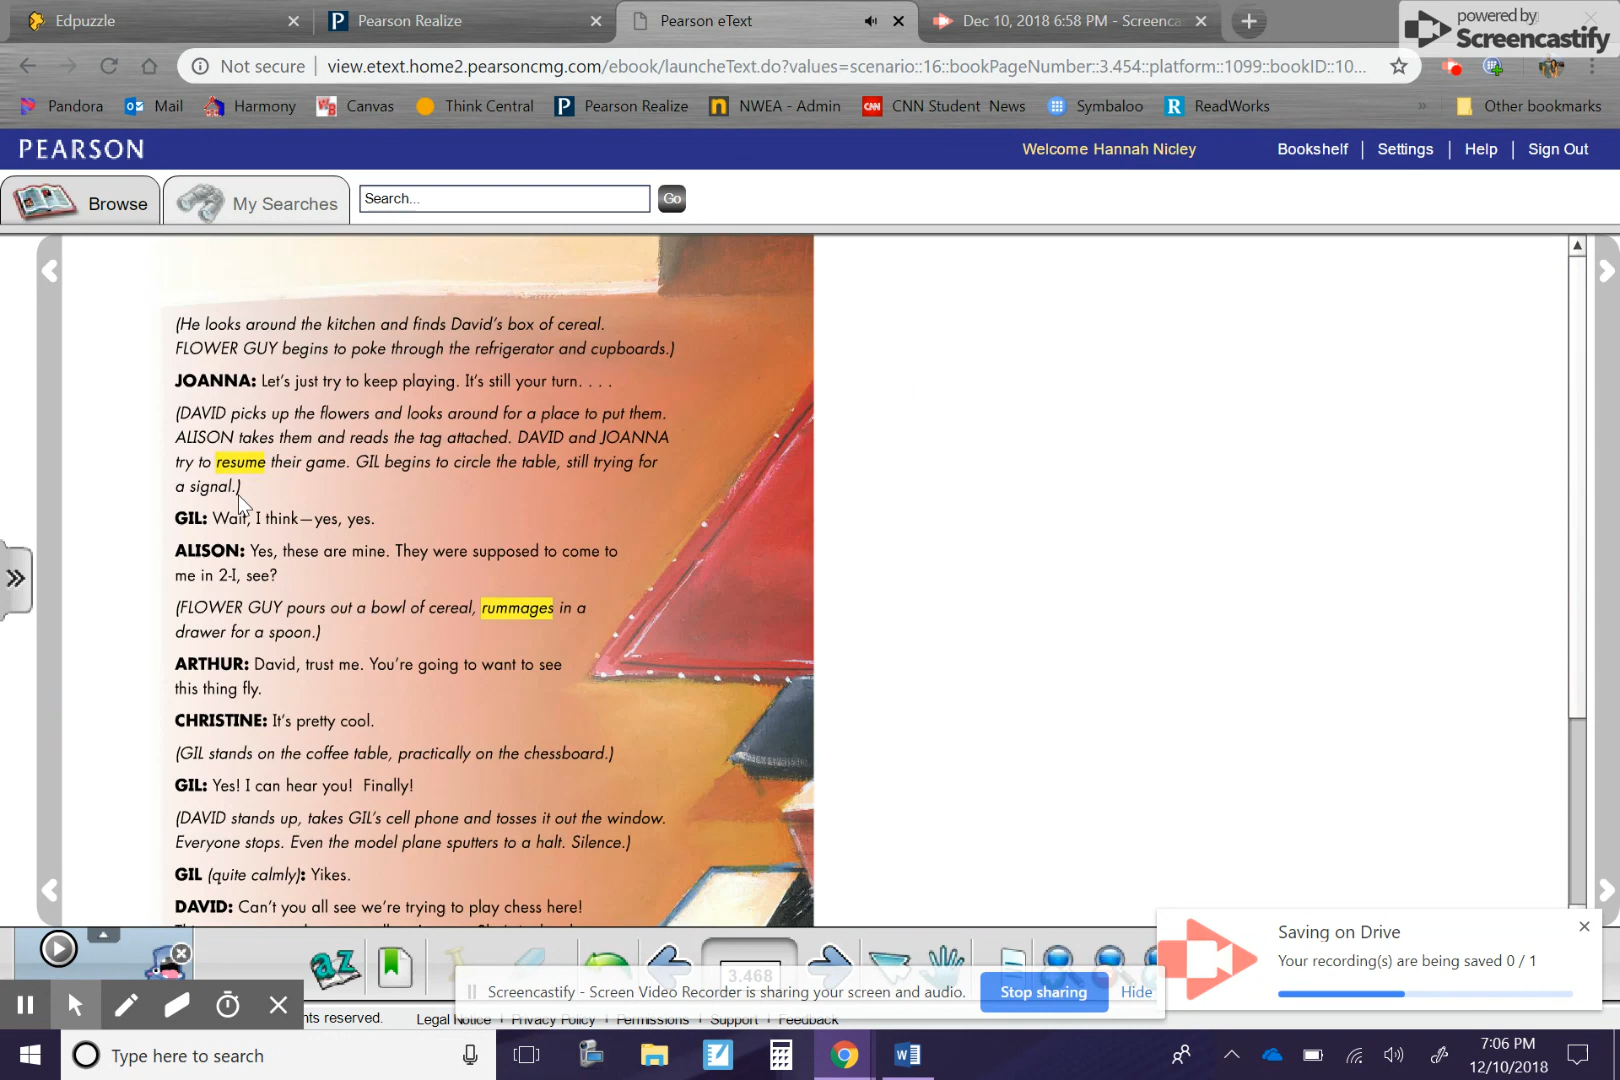 Edpuzzle
Pearson Realize
Pearson eText
Dec 10, 2018 6:58 PM - Screenca
powered by
Screencastify
Not secure | view.etext.home2.pearsoncmg.com/ebook/launcheText.do?values=scenario::16::bookPageNumber::3.454::platform::1099::bookID::10...
Pandora Mail Harmony Canvas Think Central Pearson Realize NWEA - Admin CNN Student News Symbaloo ReadWorks » Other bookmarks
PEARSON
Welcome Hannah Nicley Bookshelf | Settings | Help | Sign Out
Browse My Searches Search... Go
(He looks around the kitchen and finds David's box of cereal.
FLOWER GUY begins to poke through the refrigerator and cupboards.)
JOANNA: Let's just try to keep playing. It's still your turn. . . .
(DAVID picks up the flowers and looks around for a place to put them.
ALISON takes them and reads the tag attached. DAVID and JOANNA
try to resume their game. GIL begins to circle the table, still trying for
a signal.)
GIL: Wait, I think—yes, yes.
ALISON: Yes, these are mine. They were supposed to come to
me in 2-I, see?
(FLOWER GUY pours out a bowl of cereal, rummages in a
drawer for a spoon.)
ARTHUR: David, trust me. You're going to want to see
this thing fly.
CHRISTINE: It's pretty cool.
(GIL stands on the coffee table, practically on the chessboard.)
GIL: Yes! I can hear you! Finally!
(DAVID stands up, takes GIL's cell phone and tosses it out the window.
Everyone stops. Even the model plane sputters to a halt. Silence.)
GIL (quite calmly): Yikes.
DAVID: Can't you all see we're trying to play chess here!
Saving on Drive
Your recording(s) are being saved 0 / 1
a z
3.468
Screencastify - Screen Video Recorder is sharing your screen and audio. Stop sharing Hide
nts reserved. Legal Notice Privacy Policy Permissions Support Feedback
Type here to search
7:06 PM
12/10/2018